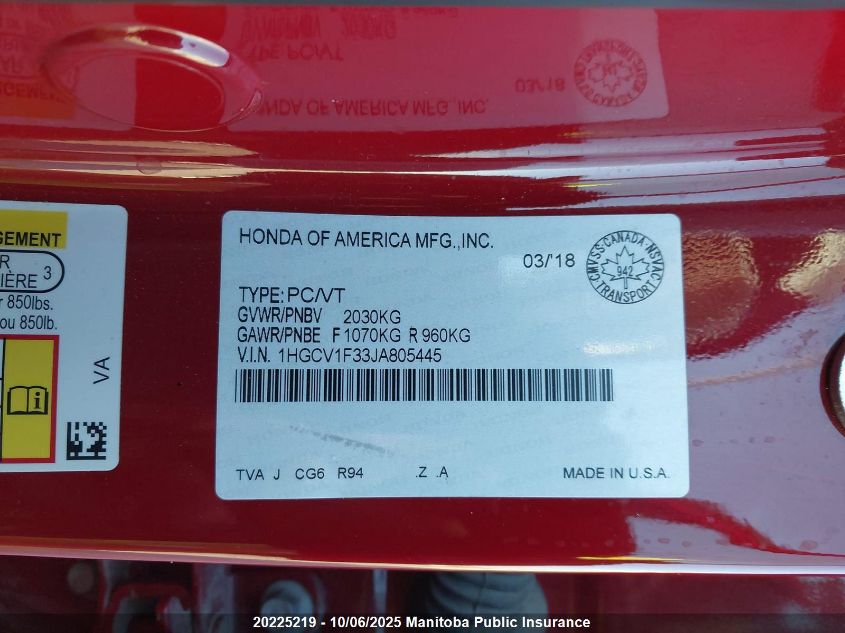 HONDA OF AMERICA MFG.,INC.
03/18
GEMENT
HONDA OF AMERICA MFG.,INC.
03/'18
CMVSS-CANADA-NSVAC
942
TRANSPORT
R
IÈRE 3
r 850lbs.
ou 850lb.
VA
TYPE: PC/VT
GVWR/PNBV 2030KG
GAWR/PNBE F 1070KG R 960KG
V.I.N. 1HGCV1F33JA805445
TVA J CG6 R94 .Z .A
MADE IN U.S.A.
20225219 - 10/06/2025 Manitoba Public Insurance